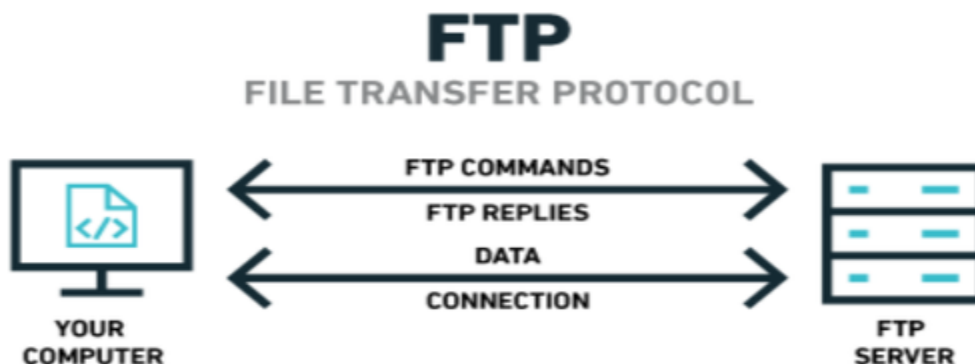 FTP
FILE TRANSFER PROTOCOL
FTP COMMANDS
FTP REPLIES
DATA
CONNECTION
</>
YOUR
COMPUTER
FTP
SERVER